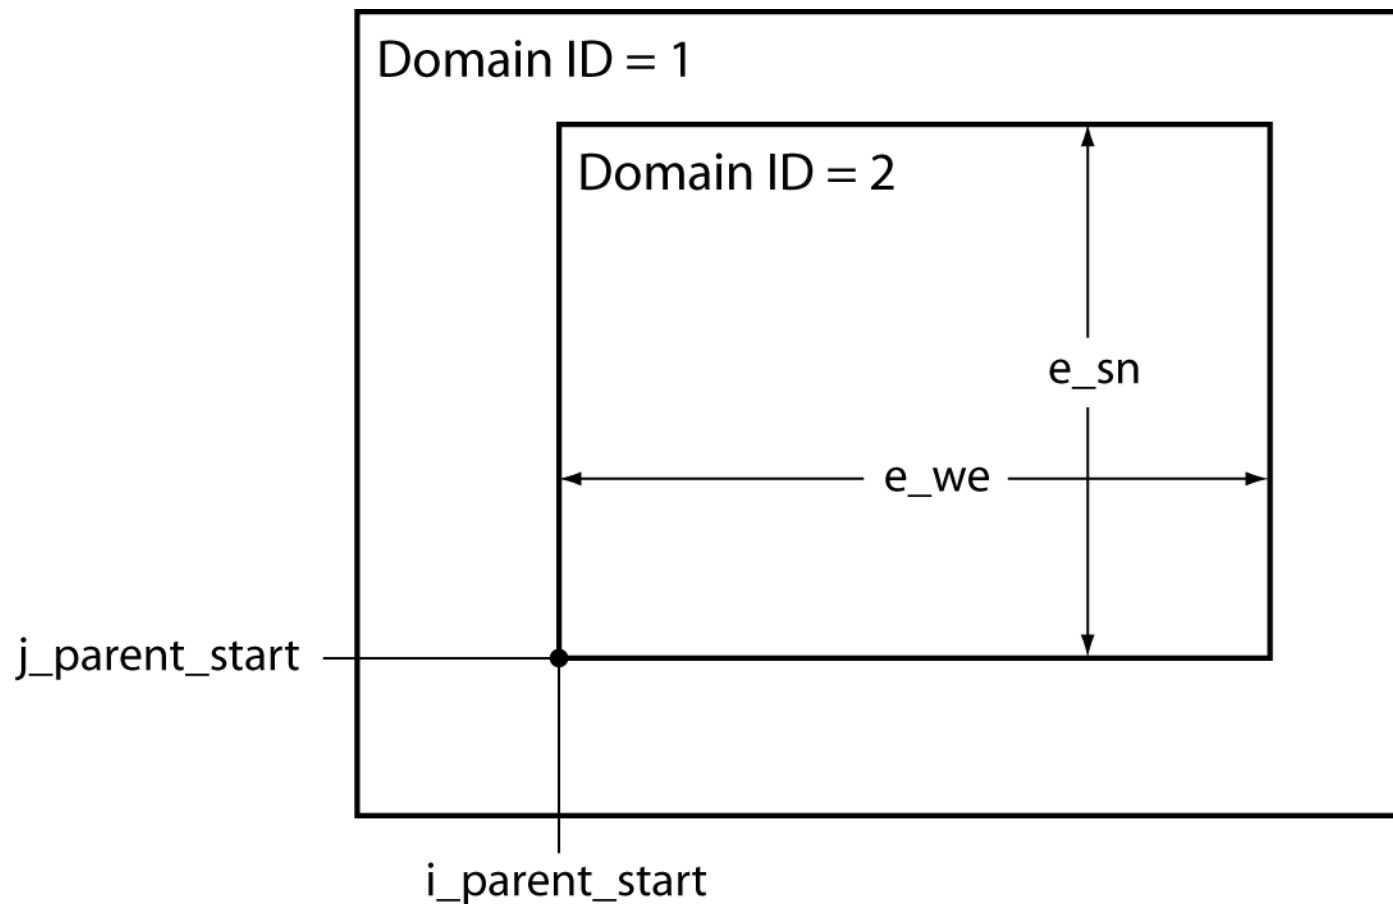 Domain ID = 1
Domain ID = 2
e_sn
e_we
j_parent_start
i_parent_start